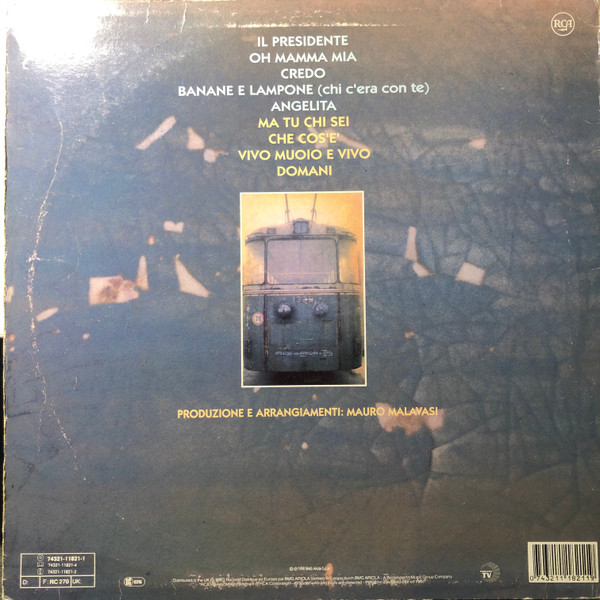 RCA
IL PRESIDENTE
OH MAMMA MIA
CREDO
BANANE E LAMPONE (chi c'era con te)
ANGELITA
MA TU CHI SEI
CHE COS'E'
VIVO MUOIO E VIVO
DOMANI
PRODUZIONE E ARRANGIAMENTI: MAURO MALAVASI
74321-11821-1
74321-11821-4
74321-11821-2
D: F: RC 270 UK:
TV
0743211182119